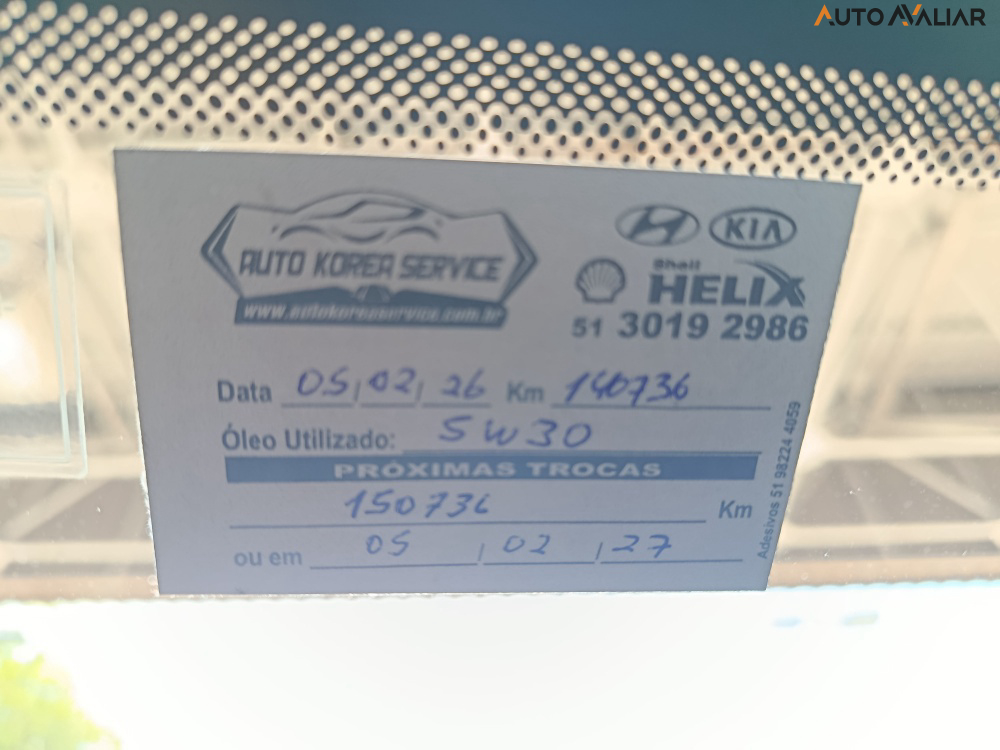 AUTO AVALIAR
AUTO KOREA SERVICE
www.autokoreaservice.com.br
KIA
Shell
HELIX
51 3019 2986
Data 05/02/26 Km 140736
Óleo Utilizado: 5W30
PRÓXIMAS TROCAS
150736 Km
ou em 05/02/27
Adesivos 51 98224 4059